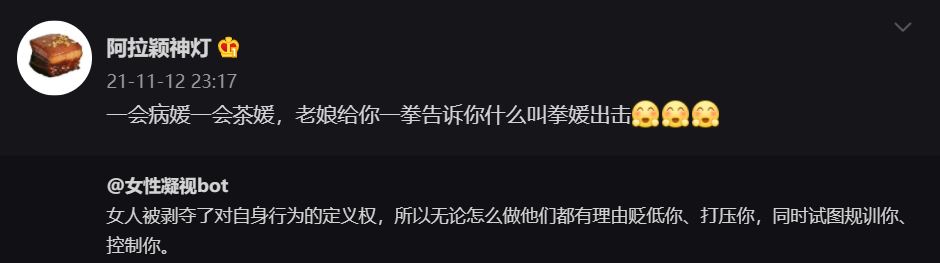 阿拉颖神灯
21-11-12 23:17
一会病媛一会茶媛，老娘给你一拳告诉你什么叫拳媛出击🤗🤗🤗
@女性凝视bot
女人被剥夺了对自身行为的定义权，所以无论怎么做他们都有理由贬低你、打压你，同时试图规训你、
控制你。